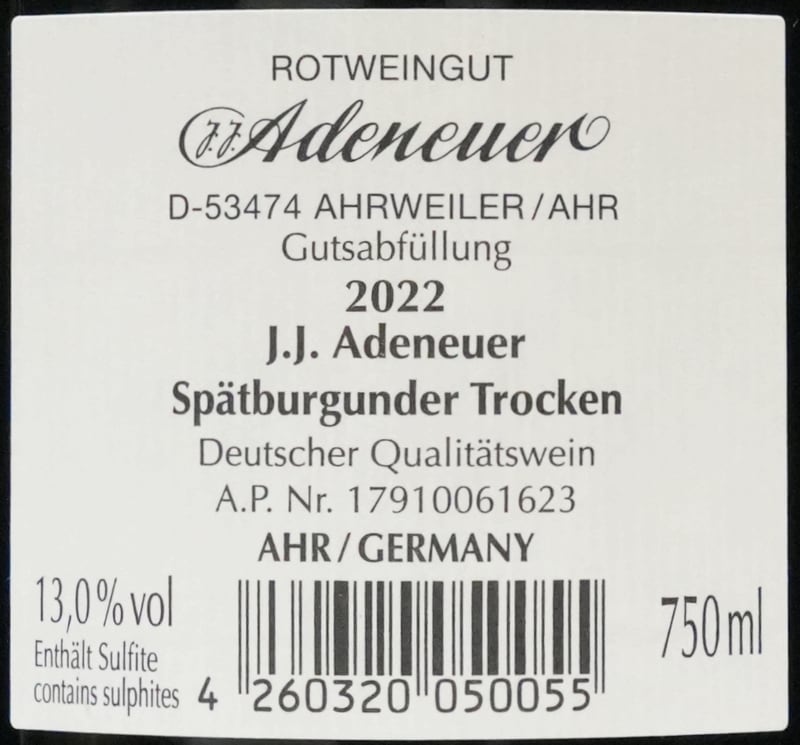 ROTWEINGUT
J.J. Adeneuer
D-53474 AHRWEILER/AHR
Gutsabfüllung
2022
J.J. Adeneuer
Spätburgunder Trocken
Deutscher Qualitätswein
A.P. Nr. 17910061623
AHR/GERMANY
13,0% vol
750 ml
Enthält Sulfite
contains sulphites
4 260320 050055